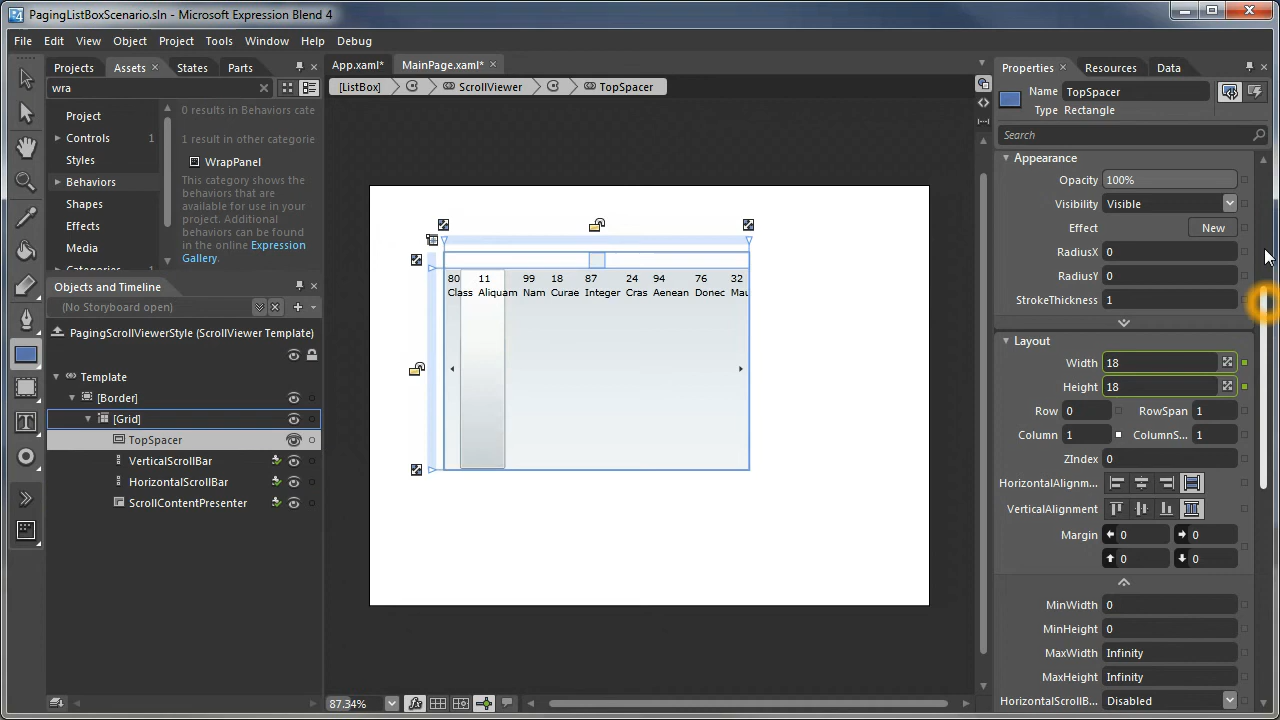 PagingListBoxScenario.sln - Microsoft Expression Blend 4
File Edit View Object Project Tools Window Help Debug
Projects Assets States Parts
App.xaml* MainPage.xaml*
Properties Resources Data
wra
[ListBox] ScrollViewer TopSpacer
Name TopSpacer
Type Rectangle
Project
Controls 1
Styles
Behaviors
Shapes
Effects
Media
0 results in Behaviors cate
1 result in other categorie
WrapPanel
This category shows the
behaviors that are
available for use in your
project. Additional
behaviors can be found
in the online Expression
Gallery.
Objects and Timeline
(No Storyboard open)
PagingScrollViewerStyle (ScrollViewer Template)
Template
[Border]
[Grid]
TopSpacer
VerticalScrollBar
HorizontalScrollBar
ScrollContentPresenter
80 11 99 18 87 24 94 76 32
Class Aliquam Nam Curae Integer Cras Aenean Donec Mau
87.34%
Search
Appearance
Opacity 100%
Visibility Visible
Effect New
RadiusX 0
RadiusY 0
StrokeThickness 1
Layout
Width 18
Height 18
Row 0 RowSpan 1
Column 1 ColumnS... 1
ZIndex 0
HorizontalAlignm...
VerticalAlignment
Margin 0 0
0 0
MinWidth 0
MinHeight 0
MaxWidth Infinity
MaxHeight Infinity
HorizontalScrollB... Disabled